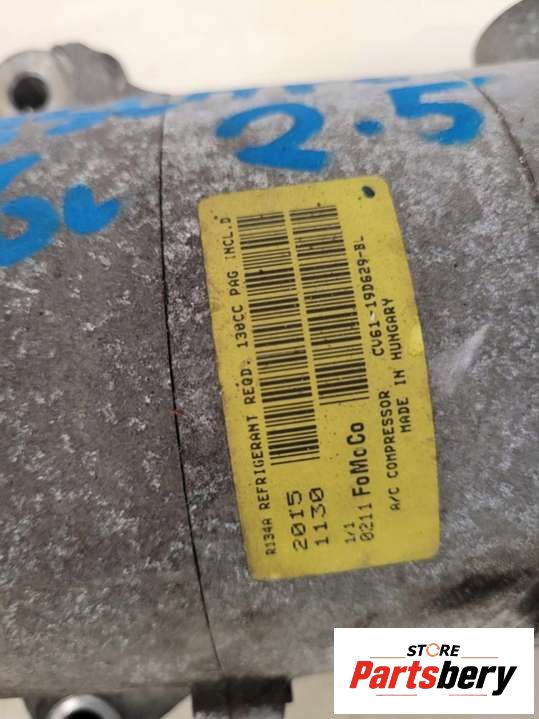 2.5
R134A REFRIGERANT REQD. 130CC PAG INCL.D
2015
1130
1/1
0211 FoMoCo
CV61-19D629-BL
A/C COMPRESSOR
MADE IN HUNGARY
STORE
Partsbery